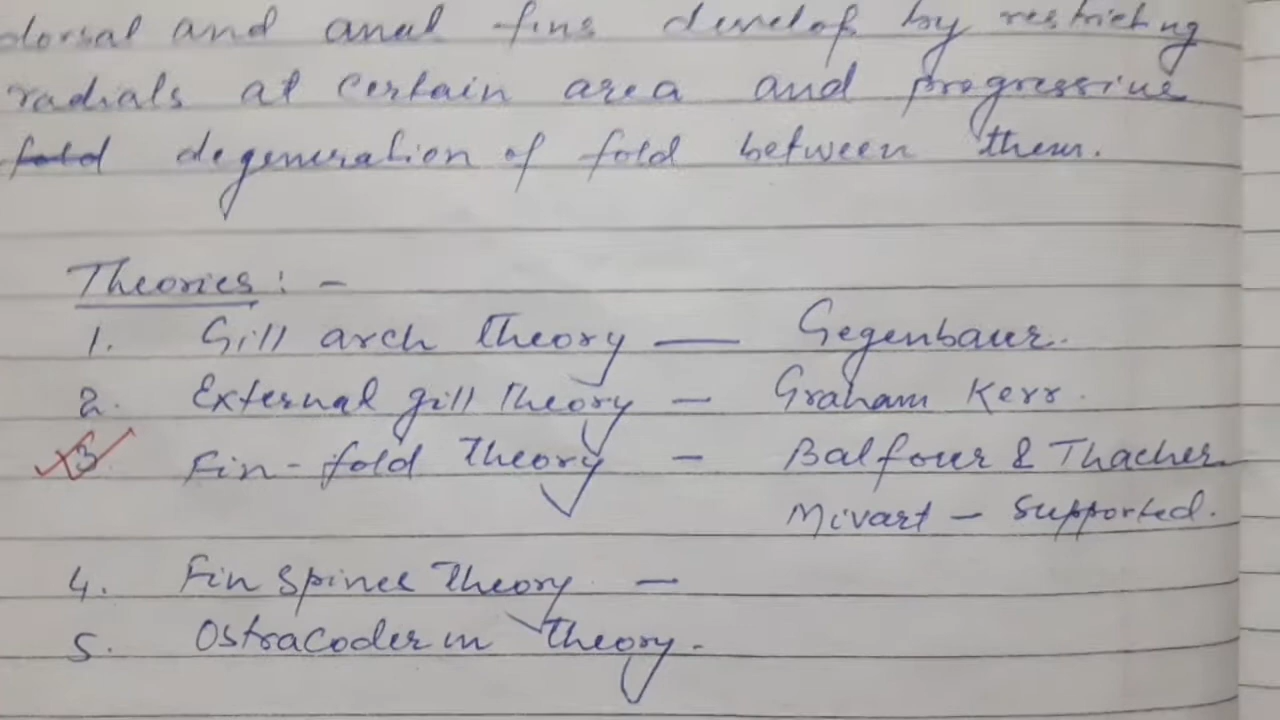 dorsal and anal fins develop by restricting
radials at certain area and progressive
fold degeneration of fold between them.
Theories : -
1. Gill arch Theory — Gegenbaur.
2. External gill Theory - Graham Kerr.
3. Fin-fold Theory - Balfour & Thacher.
Mivart - Supported.
4. Fin Spines Theory -
5. Ostracoderm Theory.